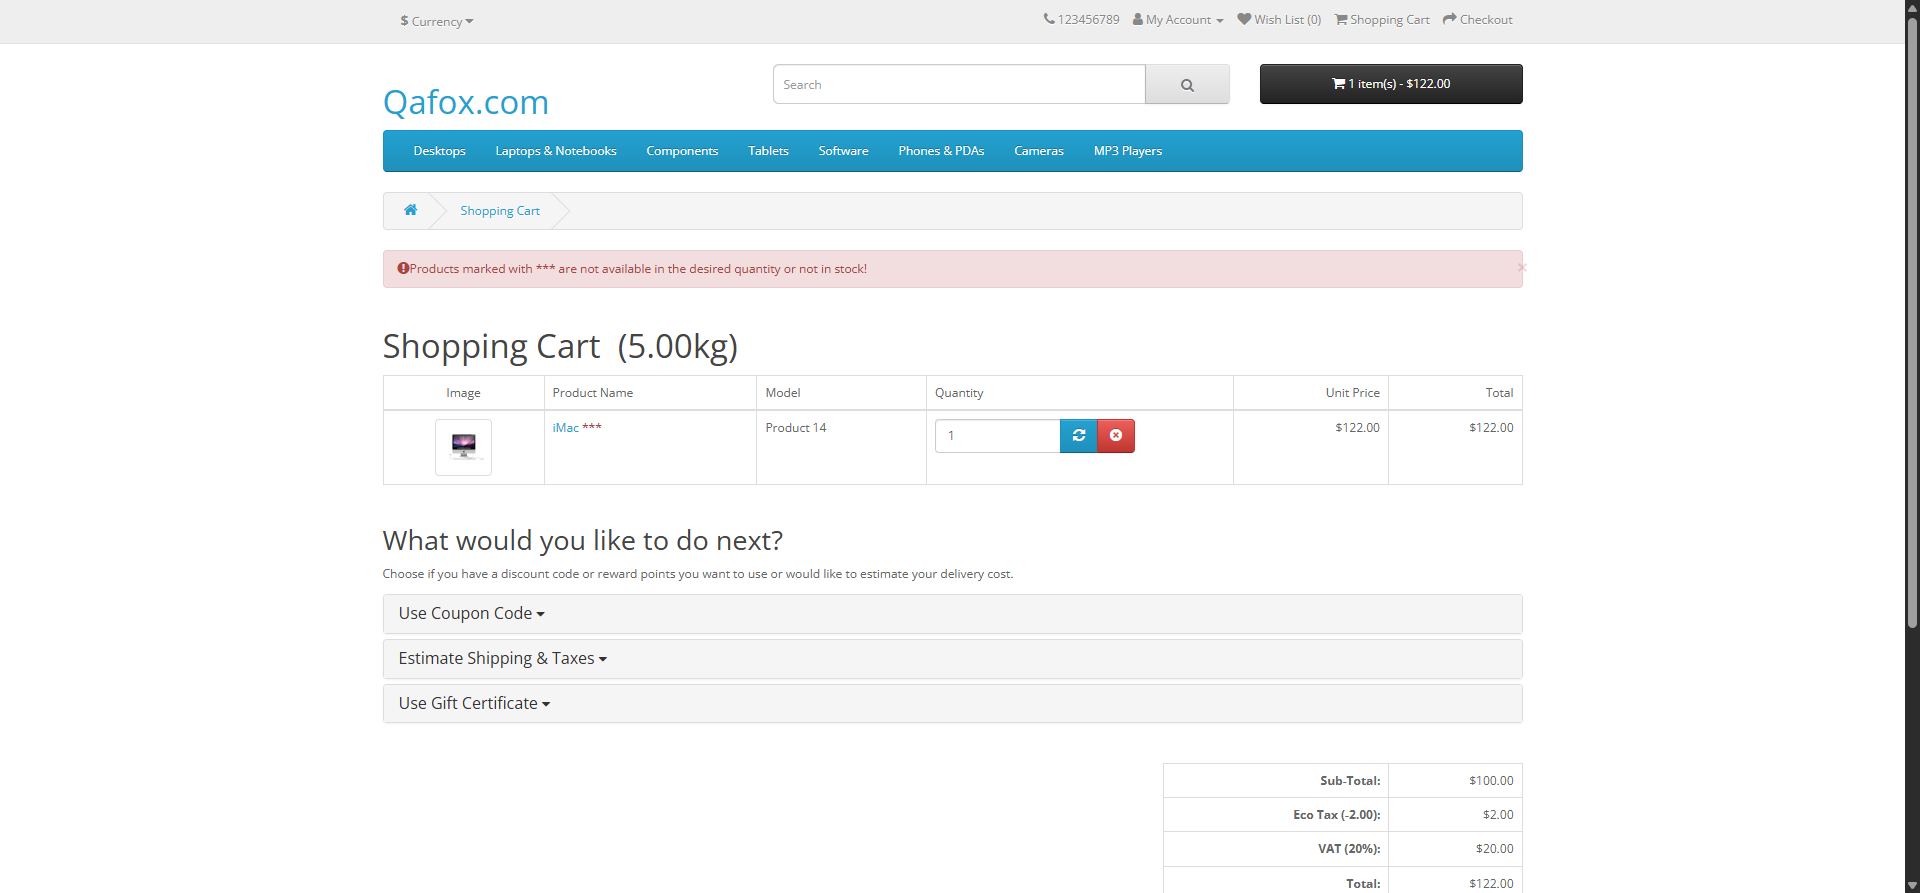 $ Currency
123456789 My Account Wish List (0) Shopping Cart Checkout
Qafox.com
Search
1 item(s) - $122.00
Desktops Laptops & Notebooks Components Tablets Software Phones & PDAs Cameras MP3 Players
Shopping Cart
Products marked with *** are not available in the desired quantity or not in stock!
×
Shopping Cart (5.00kg)
Image Product Name Model Quantity Unit Price Total
iMac *** Product 14 1 $122.00 $122.00
What would you like to do next?
Choose if you have a discount code or reward points you want to use or would like to estimate your delivery cost.
Use Coupon Code
Estimate Shipping & Taxes
Use Gift Certificate
Sub-Total: $100.00
Eco Tax (-2.00): $2.00
VAT (20%): $20.00
Total: $122.00